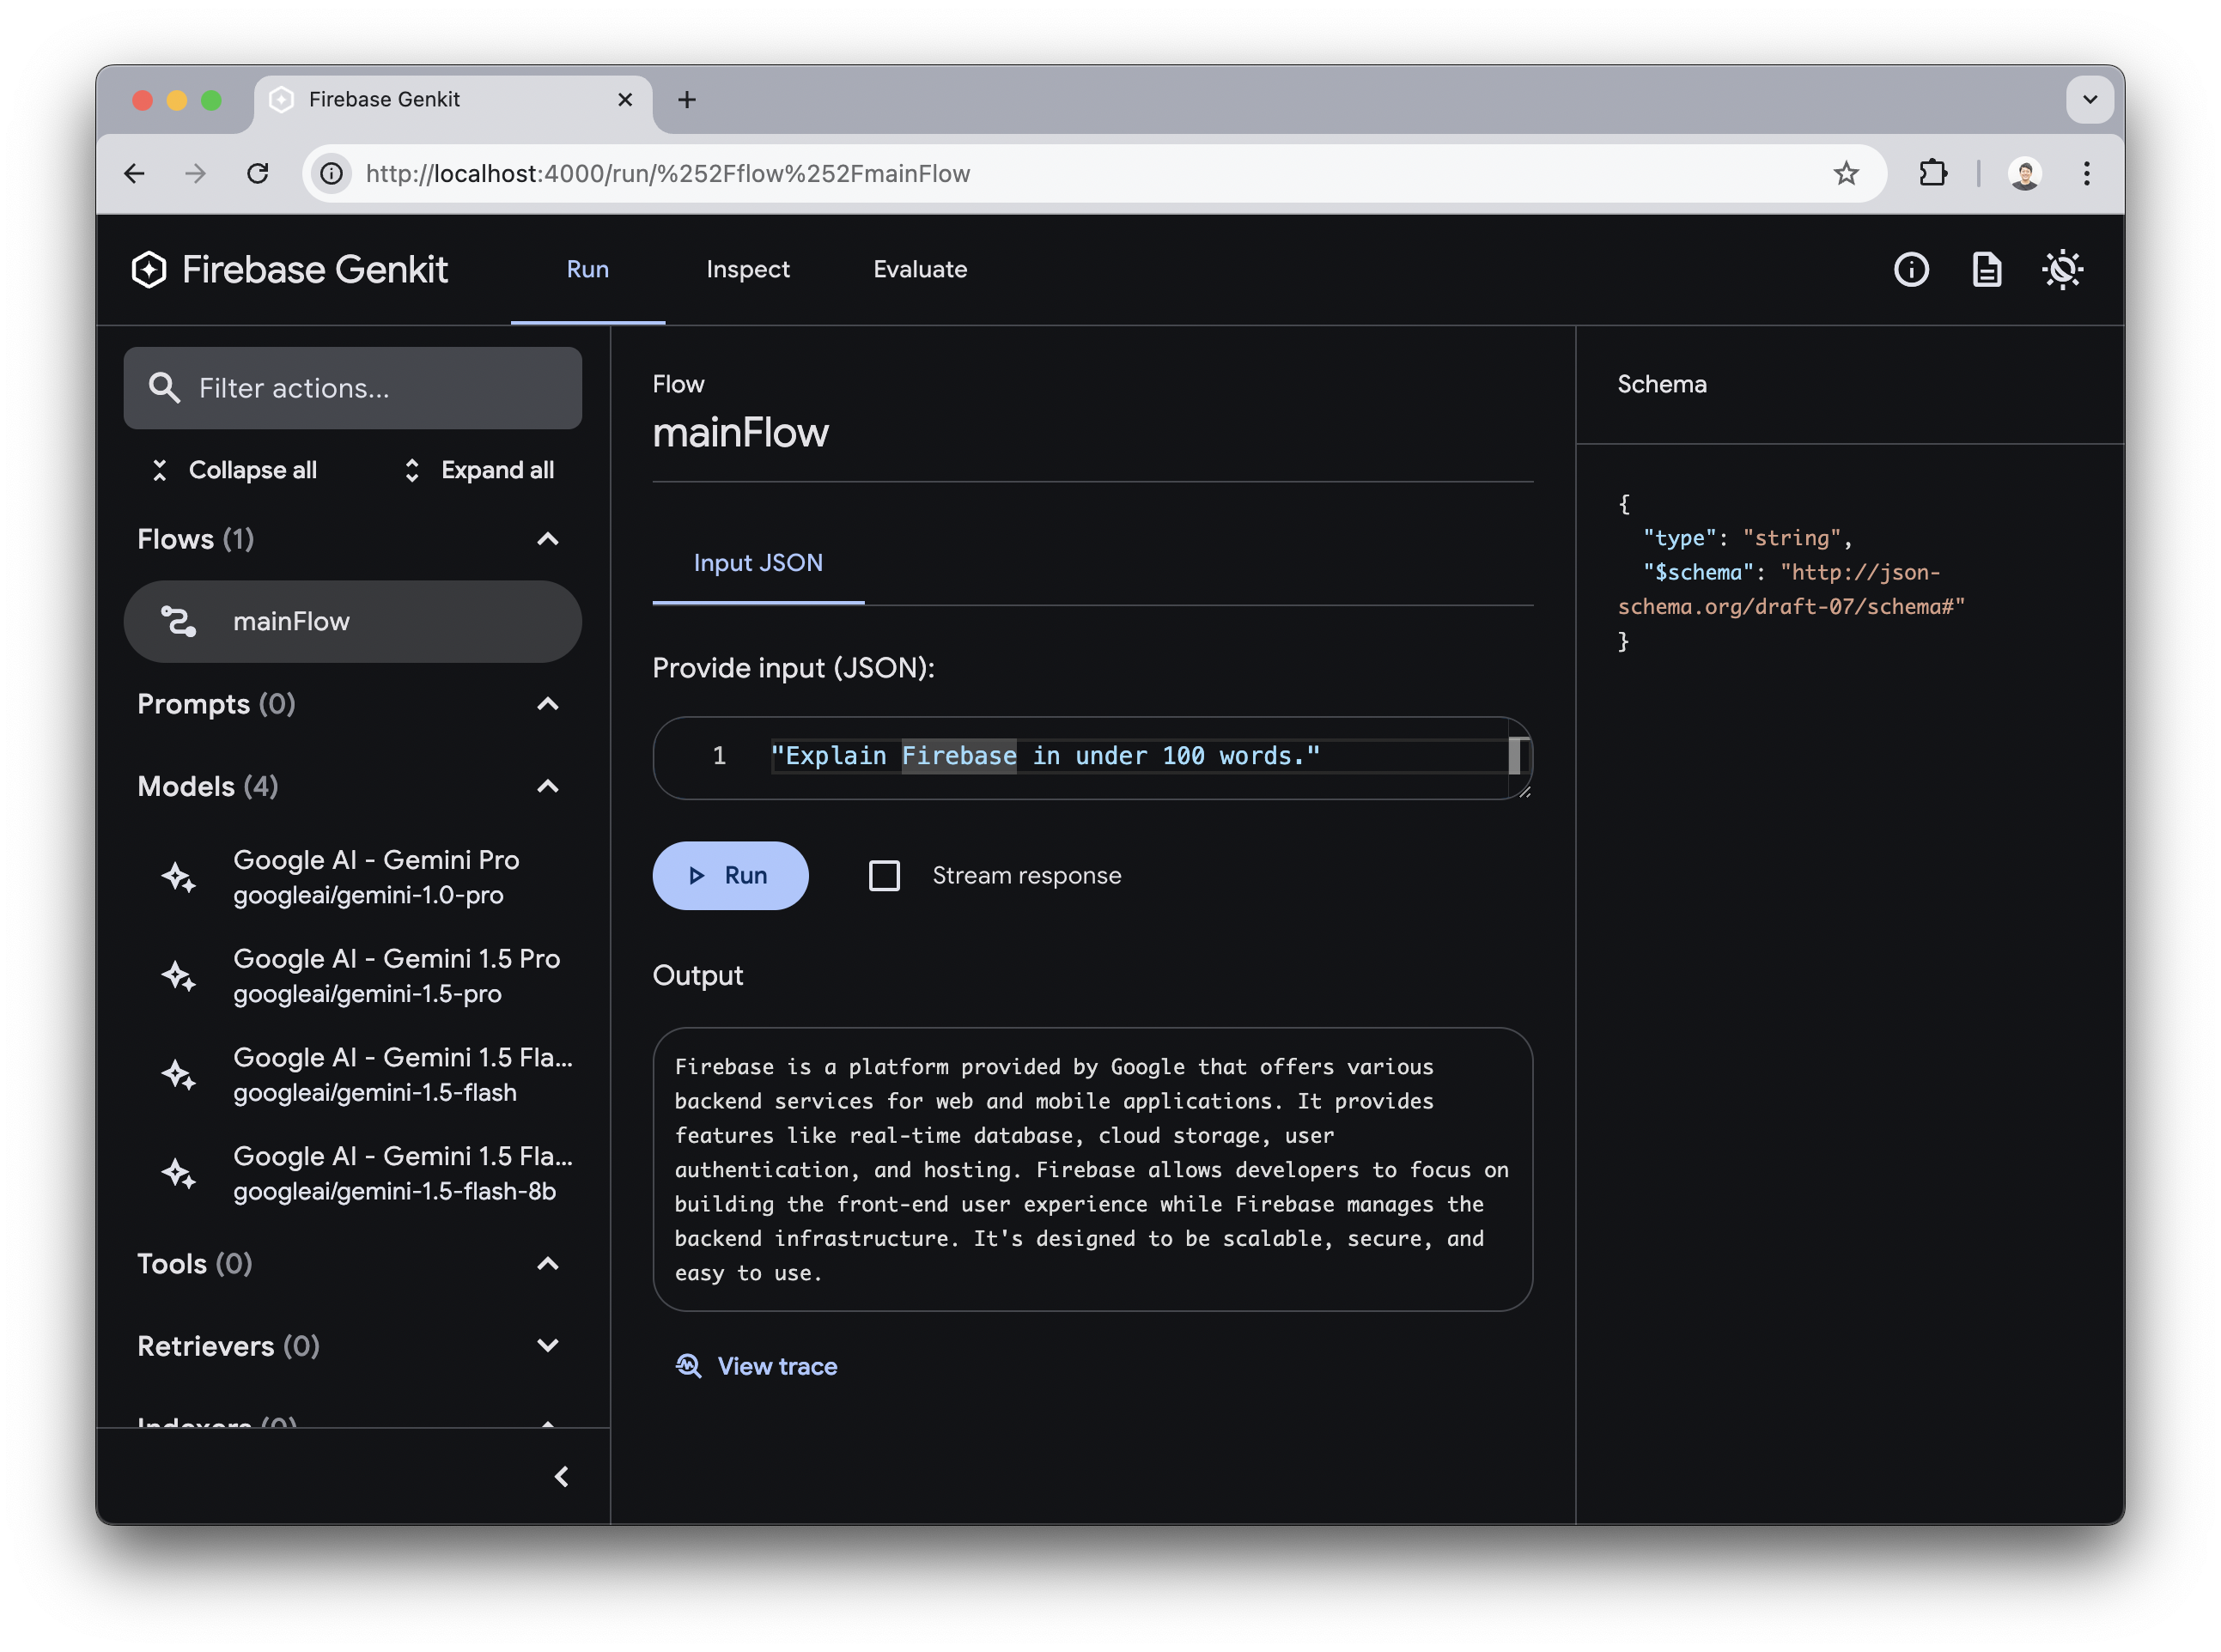 Firebase Genkit
http://localhost:4000/run/%252Fflow%252FmainFlow
Firebase Genkit
Run
Inspect
Evaluate
Filter actions...
Collapse all
Expand all
Flows (1)
mainFlow
Prompts (0)
Models (4)
Google AI - Gemini Pro
googleai/gemini-1.0-pro
Google AI - Gemini 1.5 Pro
googleai/gemini-1.5-pro
Google AI - Gemini 1.5 Fla...
googleai/gemini-1.5-flash
Google AI - Gemini 1.5 Fla...
googleai/gemini-1.5-flash-8b
Tools (0)
Retrievers (0)
Indexers (0)
Flow
mainFlow
Input JSON
Provide input (JSON):
1 "Explain Firebase in under 100 words."
Run
Stream response
Output
Firebase is a platform provided by Google that offers various
backend services for web and mobile applications. It provides
features like real-time database, cloud storage, user
authentication, and hosting. Firebase allows developers to focus on
building the front-end user experience while Firebase manages the
backend infrastructure. It's designed to be scalable, secure, and
easy to use.
View trace
Schema
{
"type": "string",
"$schema": "http://json-
schema.org/draft-07/schema#"
}